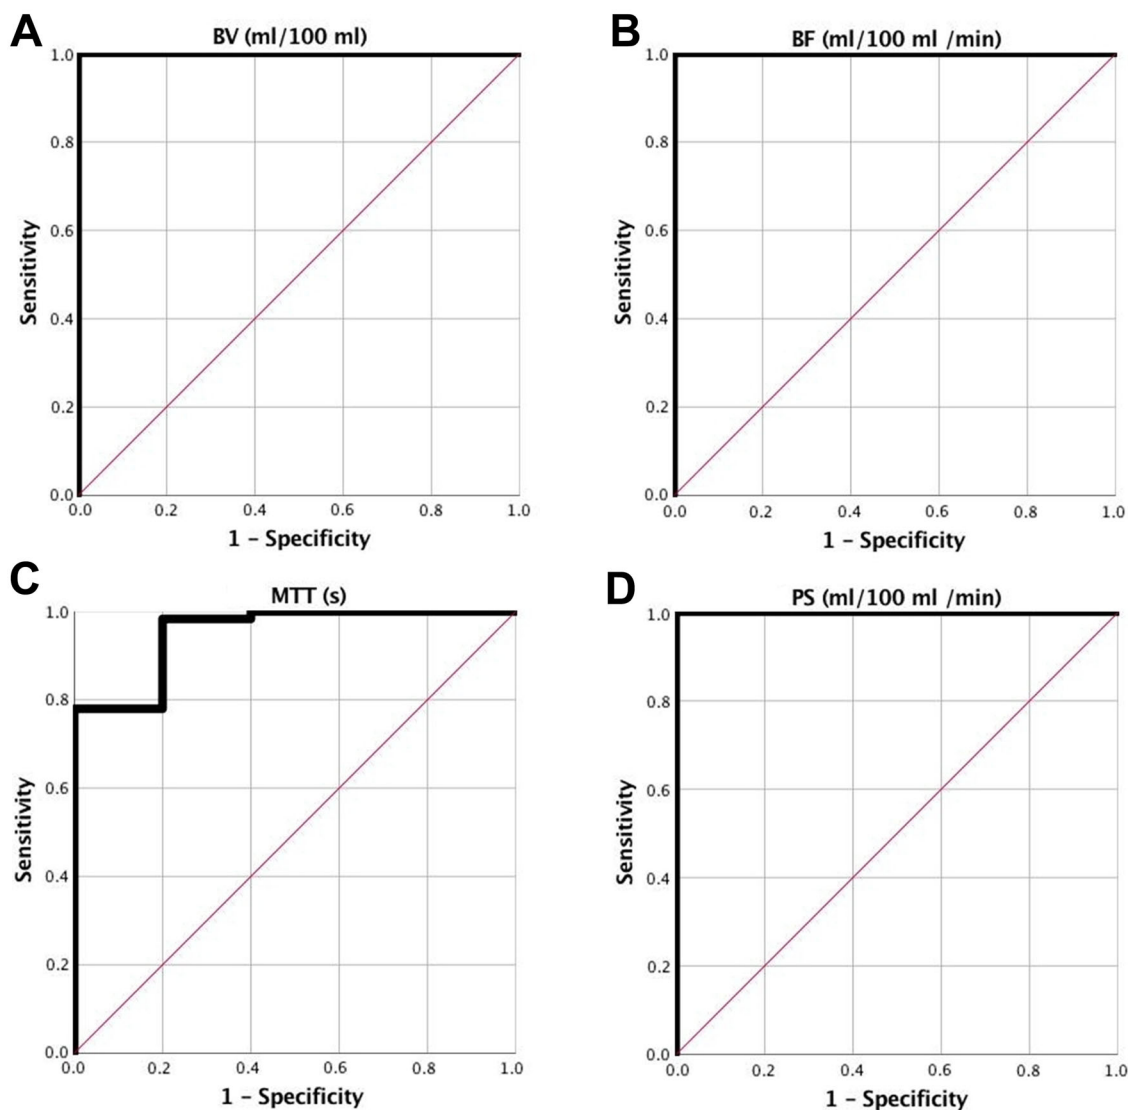 A
BV (ml/100 ml)
1.0
0.8
0.6
0.4
0.2
0.0
Sensitivity
0.0 0.2 0.4 0.6 0.8 1.0
1 – Specificity
B
BF (ml/100 ml /min)
1.0
0.8
0.6
0.4
0.2
0.0
Sensitivity
0.0 0.2 0.4 0.6 0.8 1.0
1 – Specificity
C
MTT (s)
1.0
0.8
0.6
0.4
0.2
0.0
Sensitivity
0.0 0.2 0.4 0.6 0.8 1.0
1 – Specificity
D
PS (ml/100 ml /min)
1.0
0.8
0.6
0.4
0.2
0.0
Sensitivity
0.0 0.2 0.4 0.6 0.8 1.0
1 – Specificity